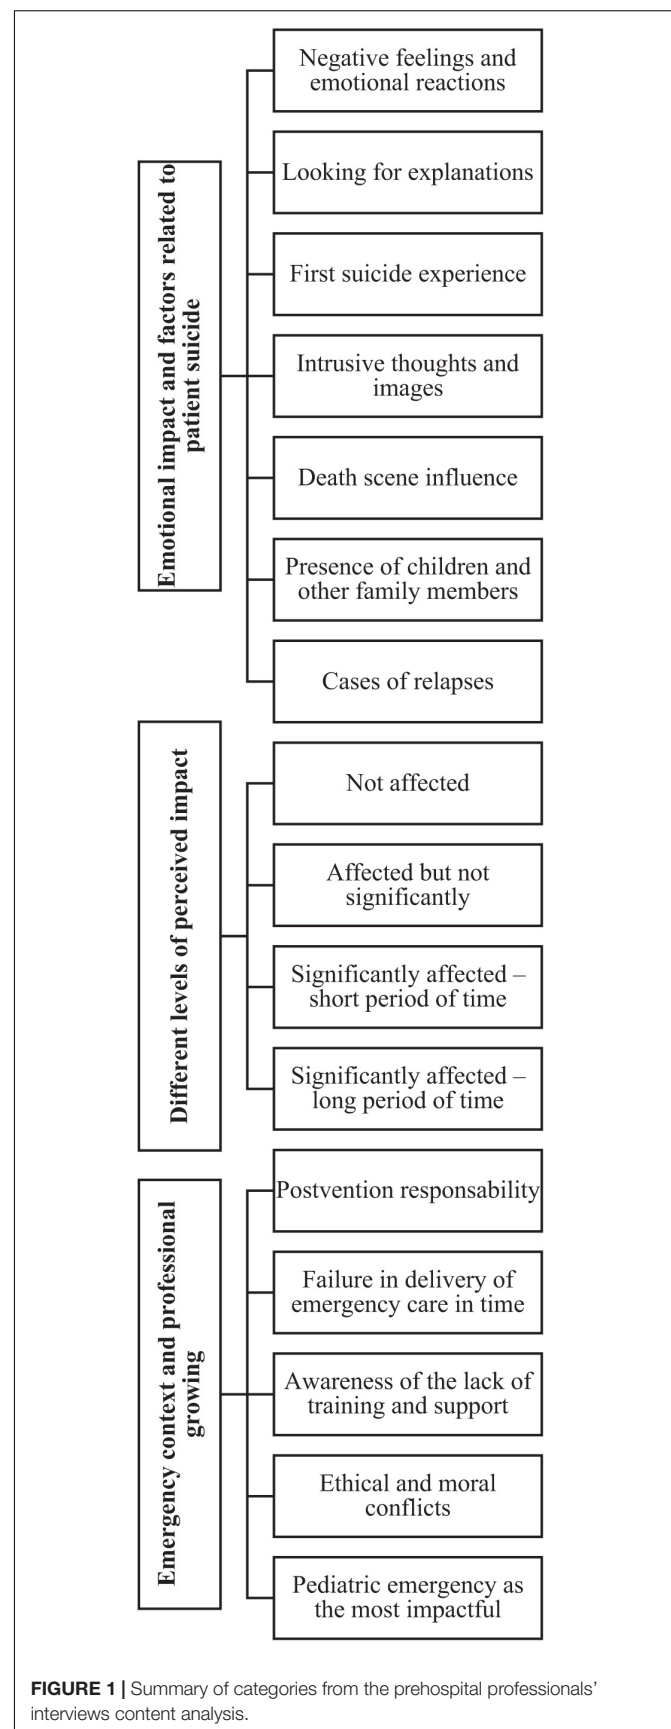 Emotional impact and factors related to
patient suicide
Negative feelings and
emotional reactions
Looking for explanations
First suicide experience
Intrusive thoughts and
images
Death scene influence
Presence of children and
other family members
Cases of relapses
Different levels of perceived impact
Not affected
Affected but not
significantly
Significantly affected –
short period of time
Significantly affected –
long period of time
Emergency context and professional
growing
Postvention responsability
Failure in delivery of
emergency care in time
Awareness of the lack of
training and support
Ethical and moral
conflicts
Pediatric emergency as
the most impactful
FIGURE 1 | Summary of categories from the prehospital professionals’
interviews content analysis.